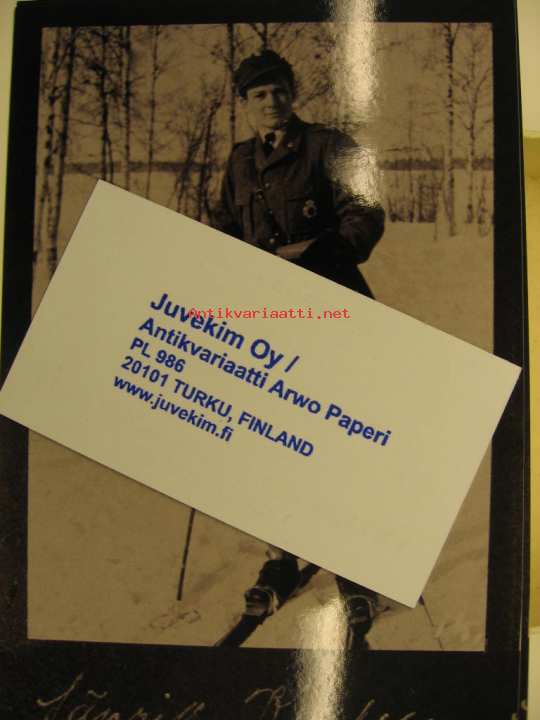 Antikvariaatti.net
Juvekim Oy /
Antikvariaatti Arwo Paperi
PL 986
20101 TURKU, FINLAND
www.juvekim.fi